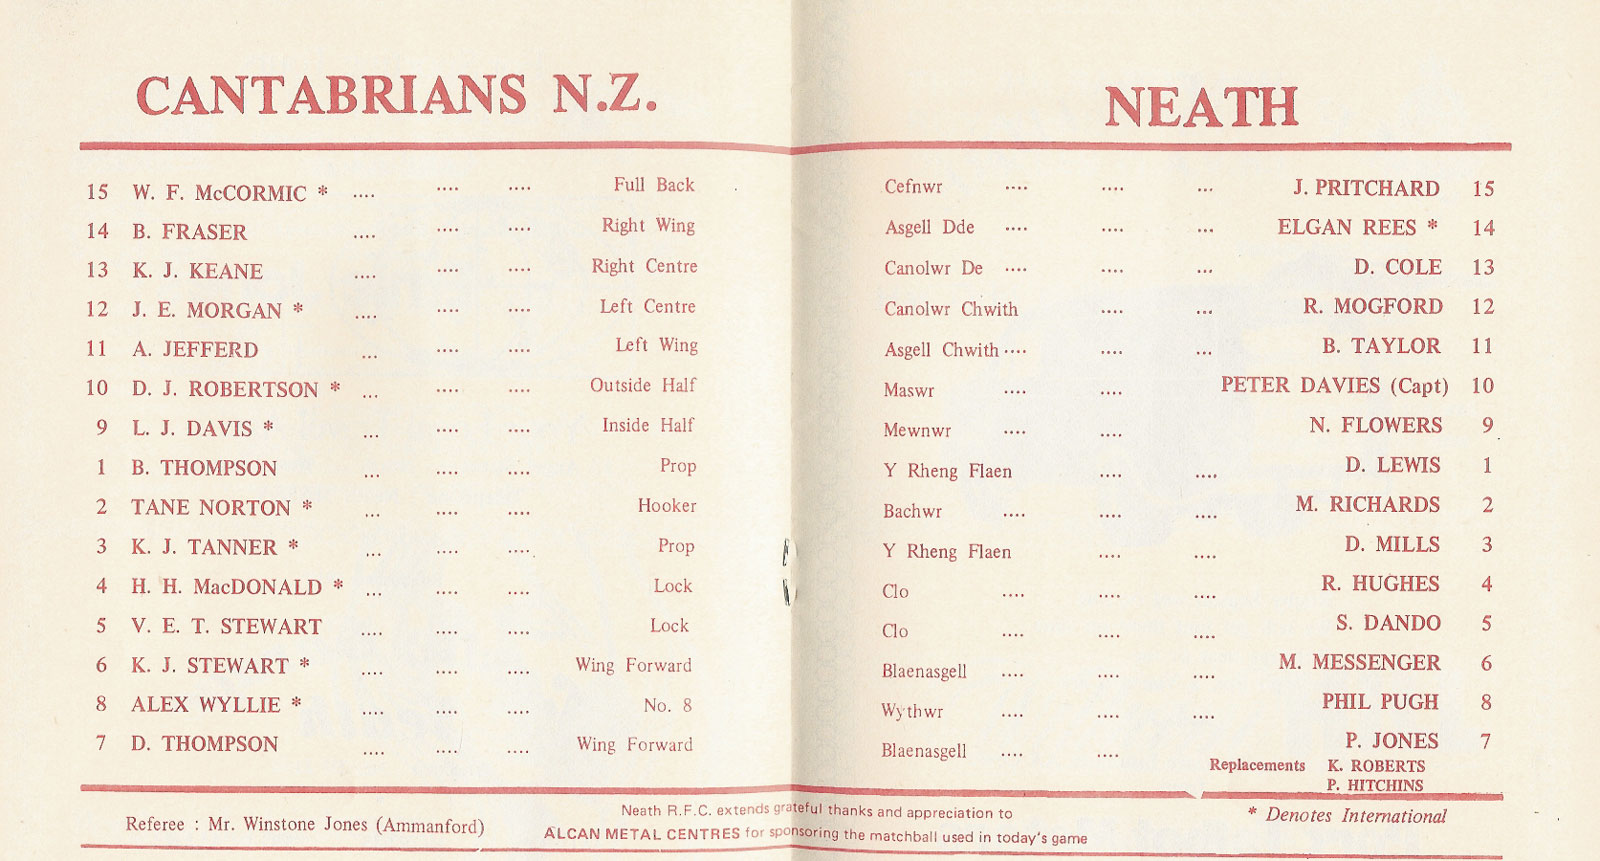 CANTABRIANS N.Z.
15 W. F. McCORMIC * .... .... .... Full Back
14 B. FRASER .... .... .... Right Wing
13 K. J. KEANE .... .... .... Right Centre
12 J. E. MORGAN * .... .... .... Left Centre
11 A. JEFFERD ... .... .... Left Wing
10 D. J. ROBERTSON * ... .... .... Outside Half
9 L. J. DAVIS * ... .... .... Inside Half
1 B. THOMPSON ... .... .... Prop
2 TANE NORTON * ... .... .... Hooker
3 K. J. TANNER * ... .... .... Prop
4 H. H. MacDONALD * ... .... .... Lock
5 V. E. T. STEWART .... .... .... Lock
6 K. J. STEWART * .... .... .... Wing Forward
8 ALEX WYLLIE * .... .... .... No. 8
7 D. THOMPSON .... .... .... Wing Forward
NEATH
Cefnwr .... .... ... J. PRITCHARD 15
Asgell Dde .... .... ... ELGAN REES * 14
Canolwr De .... .... ... D. COLE 13
Canolwr Chwith .... ... R. MOGFORD 12
Asgell Chwith .... .... ... B. TAYLOR 11
Maswr .... .... PETER DAVIES (Capt) 10
Mewnwr .... .... N. FLOWERS 9
Y Rheng Flaen .... .... D. LEWIS 1
Bachwr .... .... .... M. RICHARDS 2
Y Rheng Flaen .... .... D. MILLS 3
Clo .... .... .... R. HUGHES 4
Clo .... .... .... S. DANDO 5
Blaenasgell .... .... .... M. MESSENGER 6
Wythwr .... .... .... PHIL PUGH 8
Blaenasgell .... .... P. JONES 7
Replacements K. ROBERTS
P. HITCHINS
Referee : Mr. Winstone Jones (Ammanford)
Neath R.F.C. extends grateful thanks and appreciation to
ALCAN METAL CENTRES for sponsoring the matchball used in today's game
* Denotes International